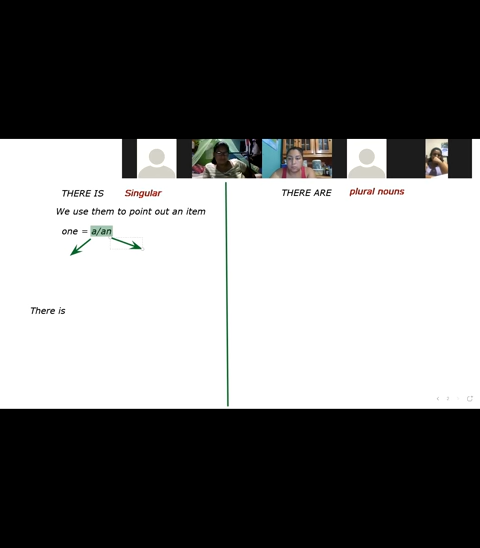 THERE IS Singular
We use them to point out an item
one = a/an
There is
THERE ARE plural nouns